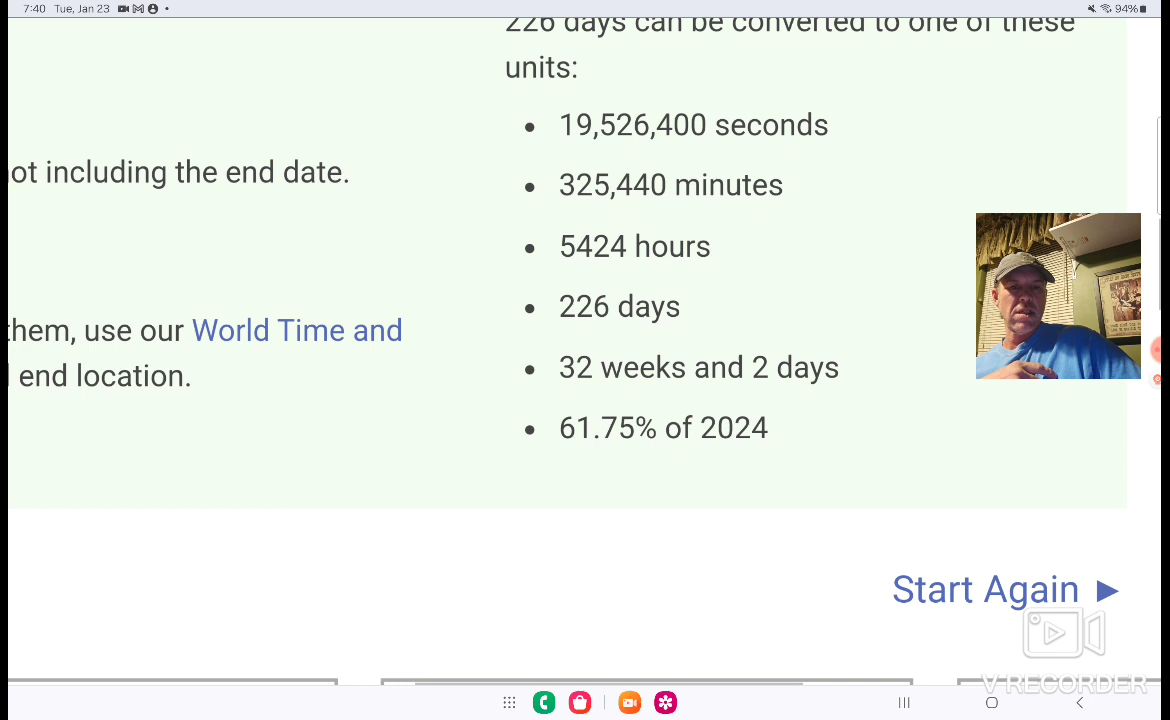 7:40 Tue, Jan 23
94%
226 days can be converted to one of these
units:
19,526,400 seconds
ot including the end date.
325,440 minutes
5424 hours
226 days
them, use our World Time and
32 weeks and 2 days
end location.
61.75% of 2024
Start Again
V RECORDER